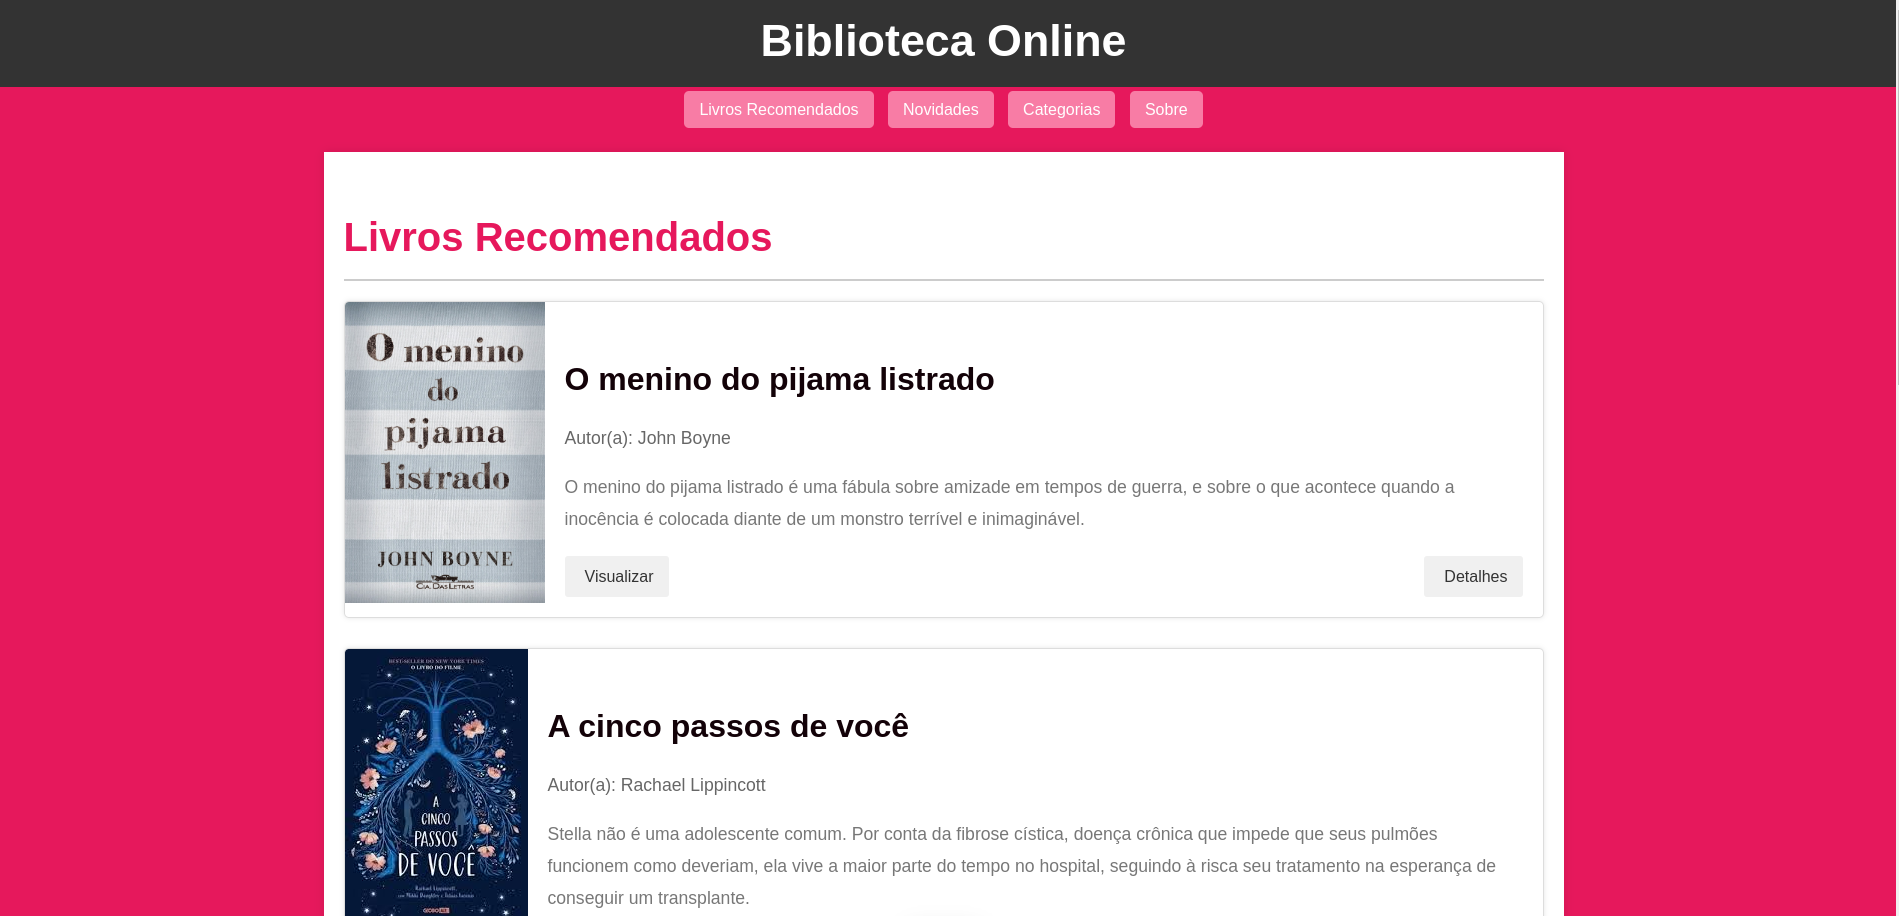 Biblioteca Online
Livros Recomendados
Novidades
Categorias
Sobre
Livros Recomendados
O menino
do
pijama
listrado
JOHN BOYNE
CIA. DAS LETRAS
O menino do pijama listrado
Autor(a): John Boyne
O menino do pijama listrado é uma fábula sobre amizade em tempos de guerra, e sobre o que acontece quando a
inocência é colocada diante de um monstro terrível e inimaginável.
Visualizar
Detalhes
BEST-SELLER DO NEW YORK TIMES
O LIVRO DO FILME
A
CINCO
PASSOS
DE VOCÊ
Rachael Lippincott
A cinco passos de você
Autor(a): Rachael Lippincott
Stella não é uma adolescente comum. Por conta da fibrose cística, doença crônica que impede que seus pulmões
funcionem como deveriam, ela vive a maior parte do tempo no hospital, seguindo à risca seu tratamento na esperança de
conseguir um transplante.